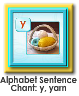 y
Alphabet Sentence
Chant: y, yarn